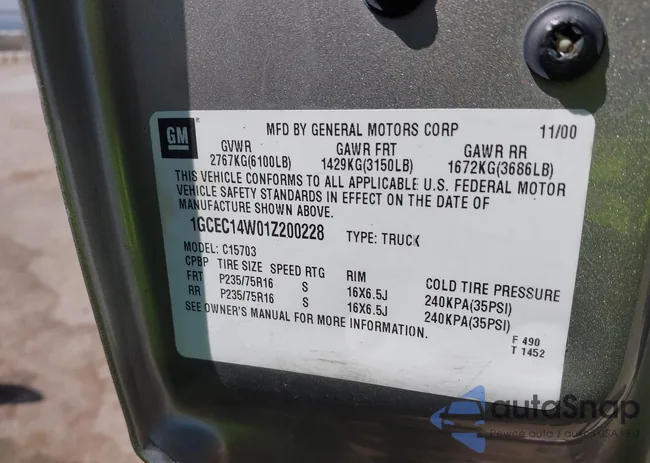 GM
MFD BY GENERAL MOTORS CORP 11/00
GVWR GAWR FRT GAWR RR
2767KG(6100LB) 1429KG(3150LB) 1672KG(3686LB)
THIS VEHICLE CONFORMS TO ALL APPLICABLE U.S. FEDERAL MOTOR
VEHICLE SAFETY STANDARDS IN EFFECT ON THE DATE OF
MANUFACTURE SHOWN ABOVE.
1GCEC14W01Z200228 TYPE: TRUCK
MODEL: C15703
CPBP TIRE SIZE SPEED RTG RIM COLD TIRE PRESSURE
FRT P235/75R16 S 16X6.5J 240KPA(35PSI)
RR P235/75R16 S 16X6.5J 240KPA(35PSI)
SEE OWNER'S MANUAL FOR MORE INFORMATION.
F 490
T 1452
autoSnap
Pewce auto / auto